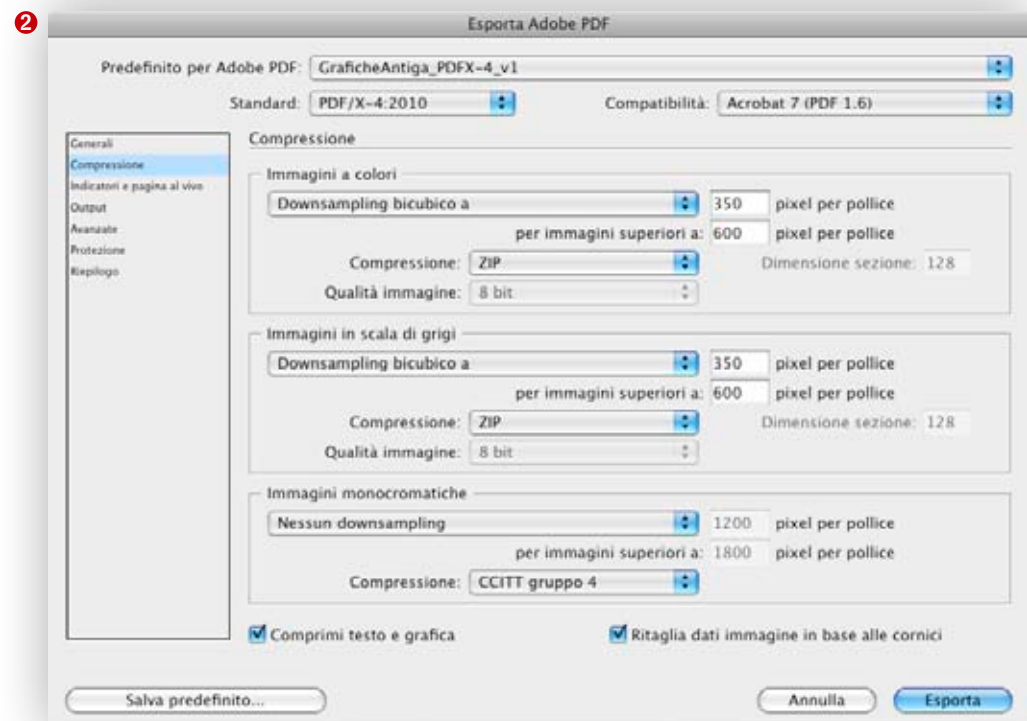 2
Esporta Adobe PDF
Predefinito per Adobe PDF: GraficheAntiga_PDFX-4_v1
Standard: PDF/X-4:2010 Compatibilità: Acrobat 7 (PDF 1.6)
Generali
Compressione
Indicatori e pagina al vivo
Output
Avanzate
Protezione
Riepilogo
Compressione
Immagini a colori
Downsampling bicubico a 350 pixel per pollice
per immagini superiori a: 600 pixel per pollice
Compressione: ZIP Dimensione sezione: 128
Qualità immagine: 8 bit
Immagini in scala di grigi
Downsampling bicubico a 350 pixel per pollice
per immagini superiori a: 600 pixel per pollice
Compressione: ZIP Dimensione sezione: 128
Qualità immagine: 8 bit
Immagini monocromatiche
Nessun downsampling 1200 pixel per pollice
per immagini superiori a: 1800 pixel per pollice
Compressione: CCITT gruppo 4
Comprimi testo e grafica Ritaglia dati immagine in base alle cornici
Salva predefinito... Annulla Esporta